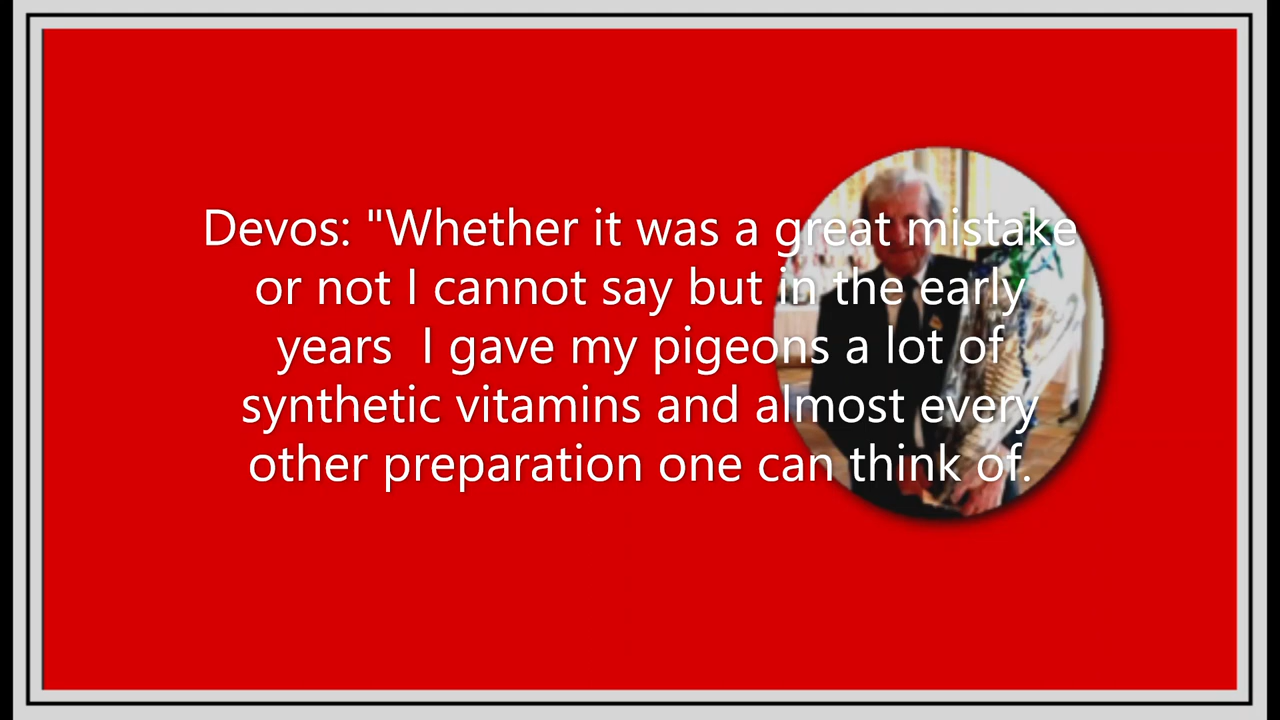 Devos: "Whether it was a great mistake
or not I cannot say but in the early
years  I gave my pigeons a lot of
synthetic vitamins and almost every
other preparation one can think of.